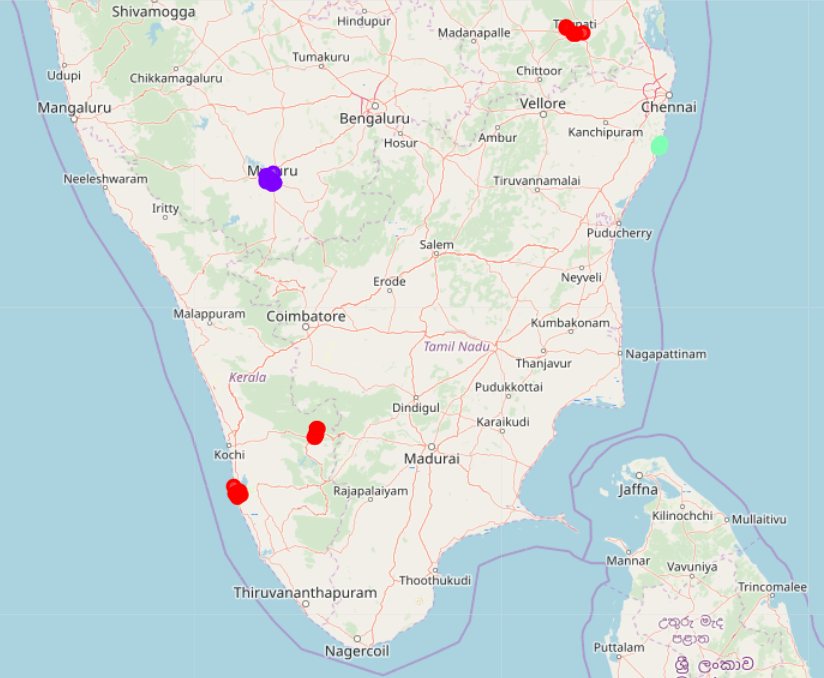 Shivamogga
Hindupur
Madanapalle
Udupi
Chikkamagaluru
Tumakuru
Chittoor
Mangaluru
Bengaluru
Vellore
Chennai
Hosur
Ambur
Kanchipuram
Neeleshwaram
Tiruvannamalai
Iritty
Puducherry
Salem
Erode
Neyveli
Malappuram
Coimbatore
Kumbakonam
Tamil Nadu
Nagapattinam
Thanjavur
Kerala
Pudukkottai
Dindigul
Karaikudi
Kochi
Madurai
Rajapalaiyam
Jaffna
Kilinochchi
Mullaitivu
Mannar
Vavuniya
Thoothukudi
Trincomalee
Thiruvananthapuram
උතුරු මැද
පළාත
Nagercoil
Puttalam
ශ්‍රී ලංකාව